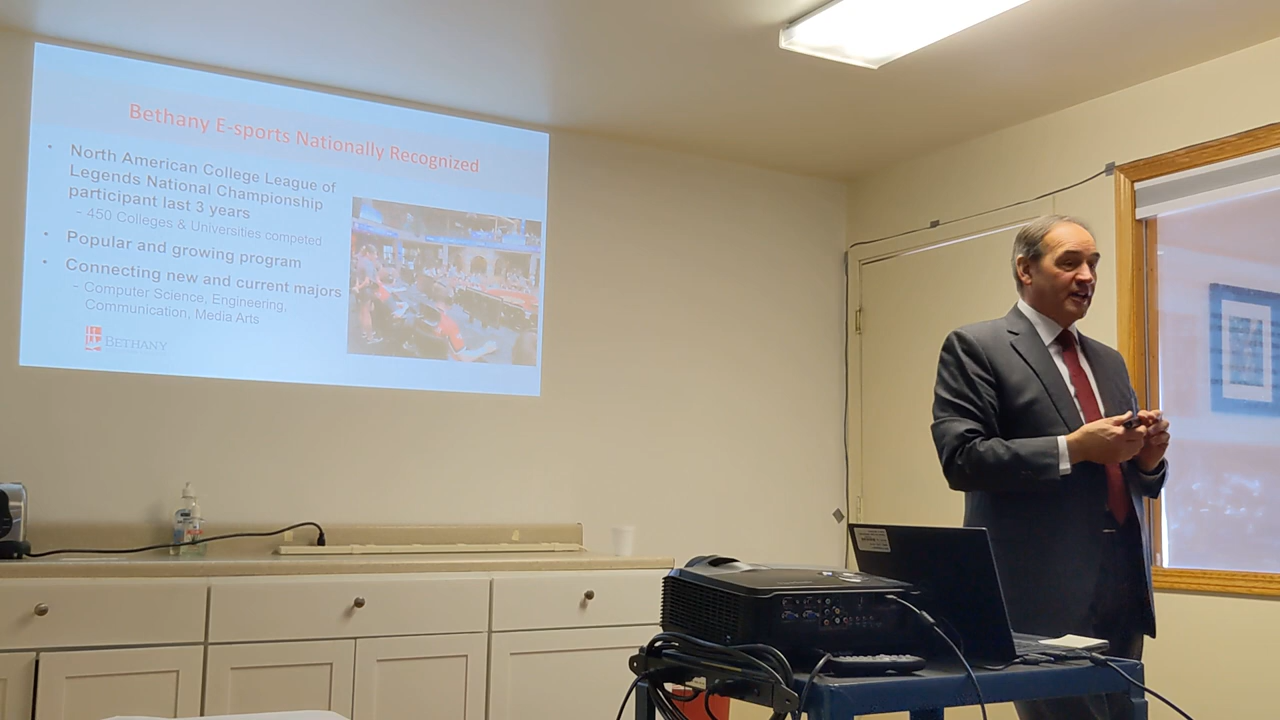 Bethany E-sports Nationally Recognized
• North American College League of
Legends National Championship
participant last 3 years
– 450 Colleges & Universities competed
• Popular and growing program
• Connecting new and current majors
– Computer Science, Engineering,
Communication, Media Arts
BETHANY